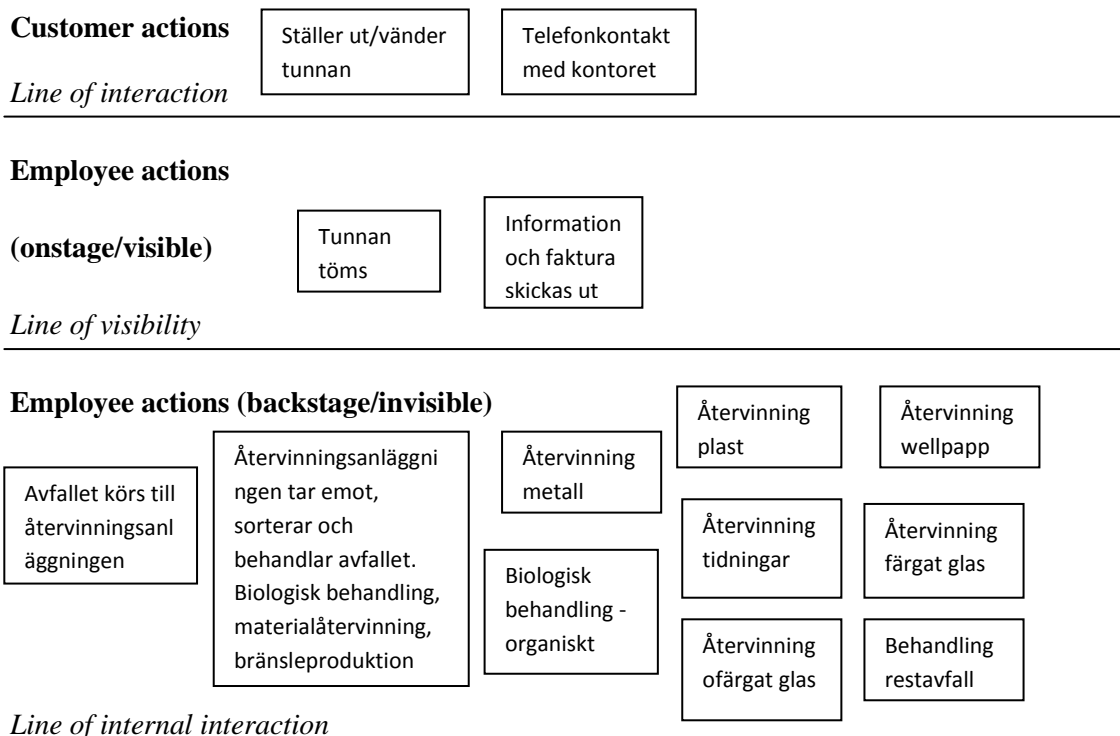 Customer actions
Ställer ut/vänder
tunnan
Telefonkontakt
med kontoret
Line of interaction
Employee actions
(onstage/visible)
Tunnan
töms
Information
och faktura
skickas ut
Line of visibility
Employee actions (backstage/invisible)
Avfallet körs till
återvinningsanl
äggningen
Återvinningsanläggni
ngen tar emot,
sorterar och
behandlar avfallet.
Biologisk behandling,
materialåtervinning,
bränsleproduktion
Återvinning
metall
Biologisk
behandling -
organiskt
Återvinning
plast
Återvinning
wellpapp
Återvinning
tidningar
Återvinning
färgat glas
Återvinning
ofärgat glas
Behandling
restavfall
Line of internal interaction